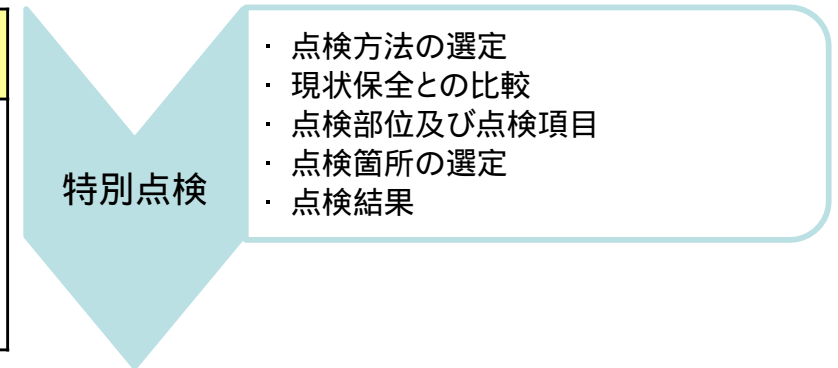 特別点検
・ 点検方法の選定
・ 現状保全との比較
・ 点検部位及び点検項目
・ 点検箇所の選定
・ 点検結果